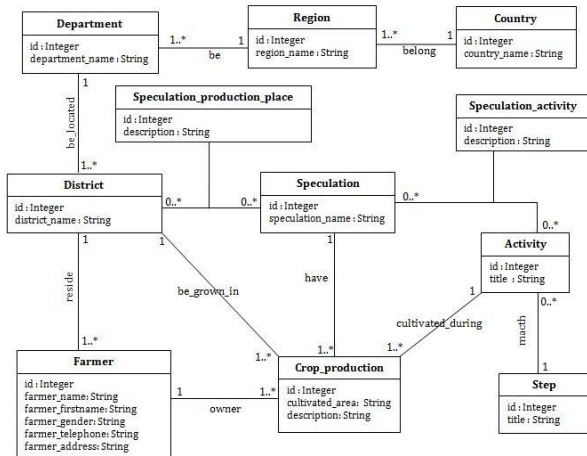 Department
id : Integer
department_name : String
Region
id : Integer
region_name : String
Country
id : Integer
country_name : String
1..*
1
be
1..*
1
belong
1
be_located
1..*
Speculation_production_place
id : Integer
description : String
Speculation_activity
id : Integer
description : String
District
id : Integer
district_name : String
0..*
0..*
Speculation
id : Integer
speculation_name : String
0..*
0..*
Activity
id : Integer
title : String
1
reside
1..*
1
be_grown_in
1..*
1
have
1..*
1
cultivated_during
1..*
0..*
macth
1
Farmer
id : Integer
farmer_name: String
farmer_firstname: String
farmer_gender: String
farmer_telephone: String
farmer_address: String
1
1..*
owner
Crop_production
id : Integer
cultivated_area: String
description: String
Step
id : Integer
title : String